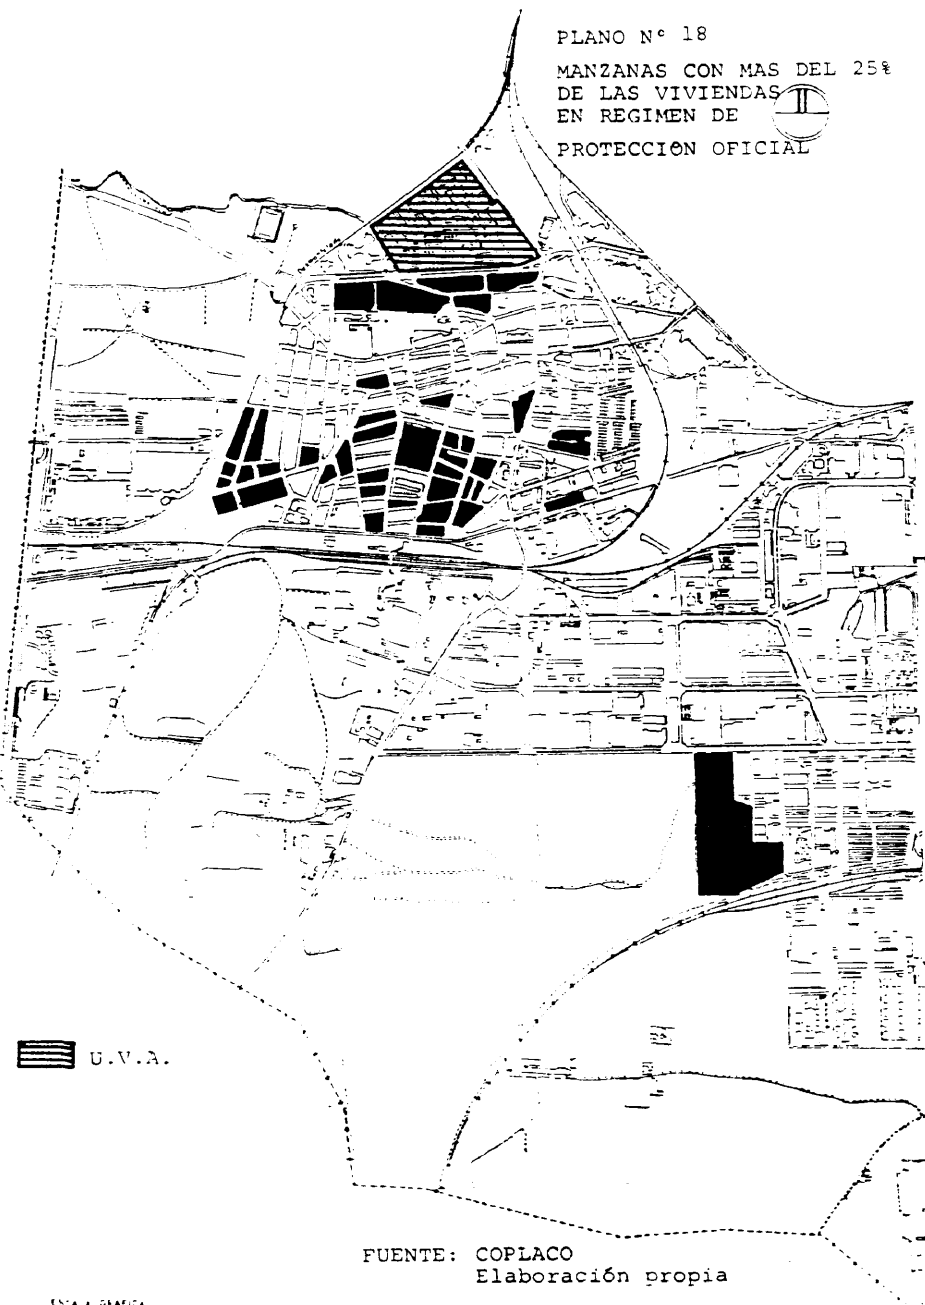 PLANO Nº 18
MANZANAS CON MAS DEL 25%
DE LAS VIVIENDAS
EN REGIMEN DE
PROTECCION OFICIAL
U.V.A.
FUENTE: COPLACO
Elaboración propia